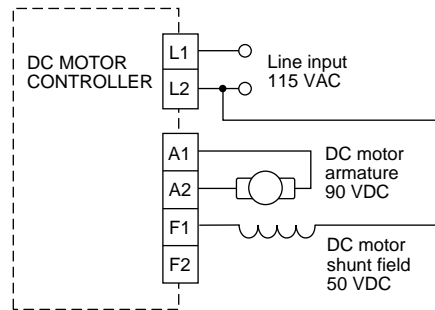 DC MOTOR
CONTROLLER
L1
L2
Line input
115 VAC
A1
A2
F1
F2
DC motor
armature
90 VDC
DC motor
shunt field
50 VDC